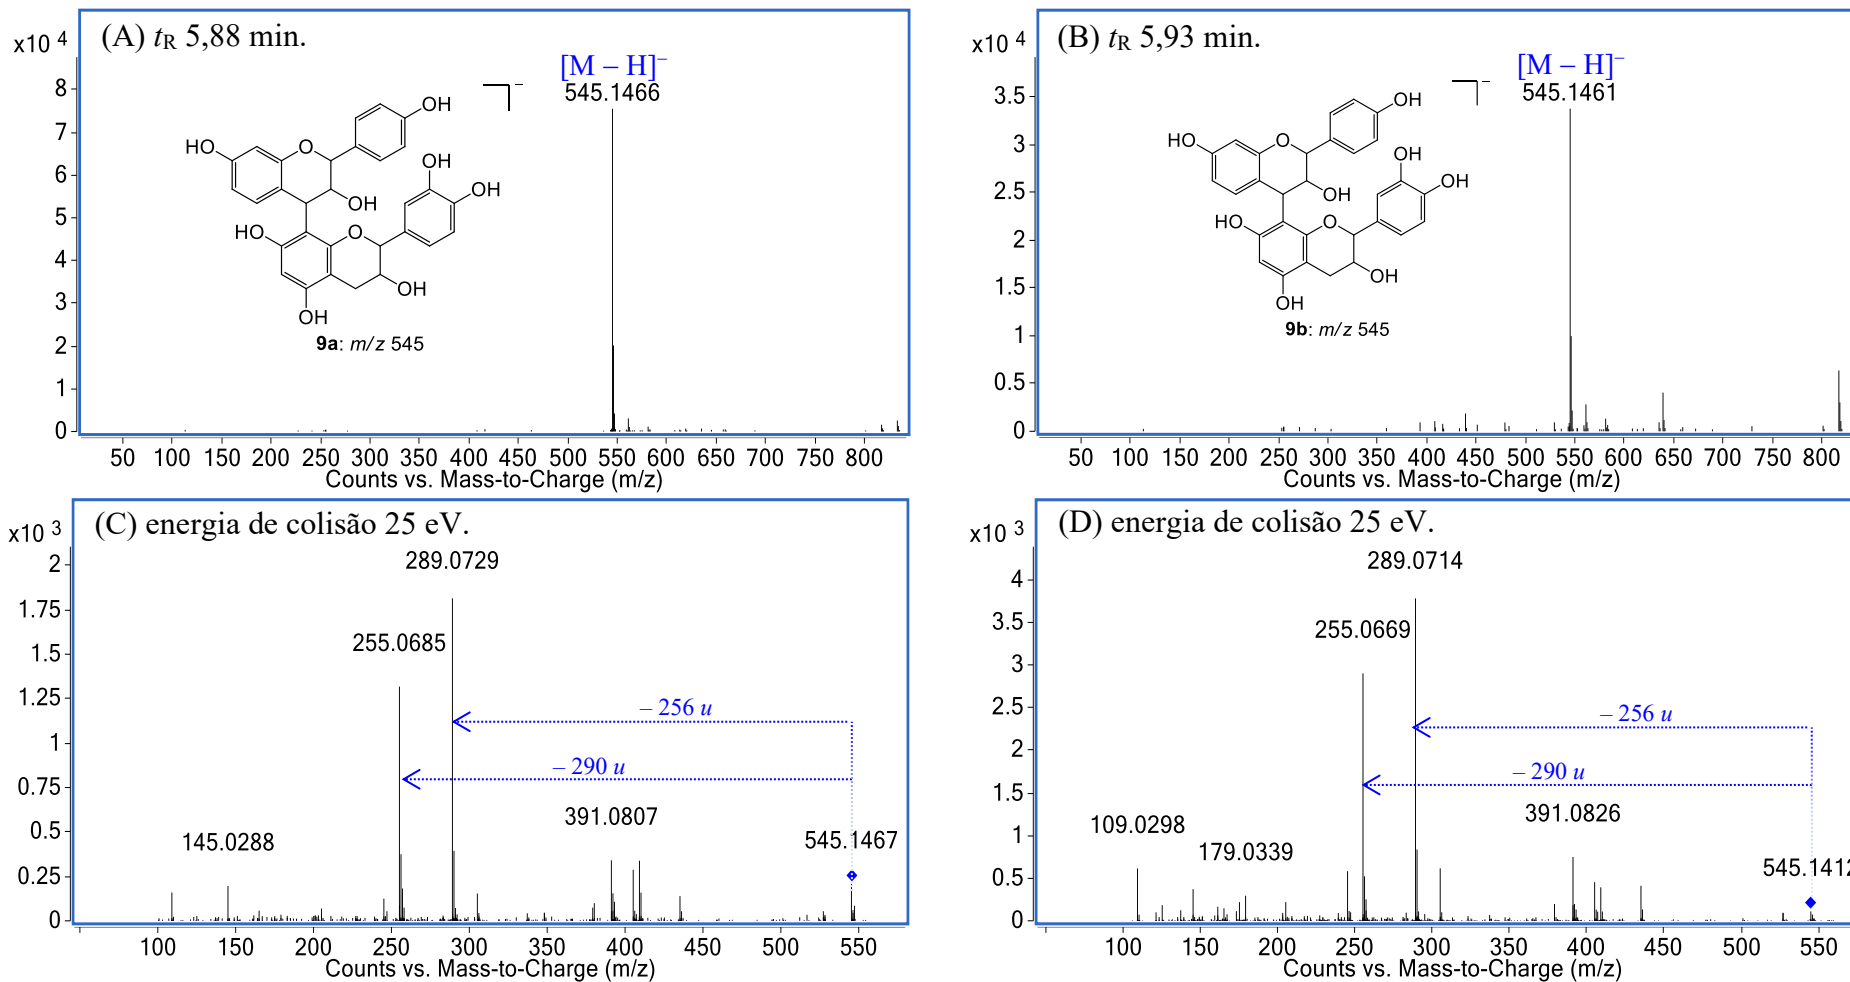 (A) tR 5,88 min.
x10 4
[M – H]–
545.1466
8
7
6
5
4
3
2
1
0
OH
HO
O
OH
OH
OH
HO
O
OH
OH
–
9a: m/z 545
50 100 150 200 250 300 350 400 450 500 550 600 650 700 750 800
Counts vs. Mass-to-Charge (m/z)
(B) tR 5,93 min.
x10 4
[M – H]–
545.1461
3.5
3
2.5
2
1.5
1
0.5
0
OH
HO
O
OH
OH
OH
HO
O
OH
OH
–
9b: m/z 545
50 100 150 200 250 300 350 400 450 500 550 600 650 700 750 800
Counts vs. Mass-to-Charge (m/z)
(C) energia de colisão 25 eV.
x10 3
289.0729
255.0685
– 256 u
– 290 u
391.0807
145.0288
545.1467
2
1.75
1.5
1.25
1
0.75
0.5
0.25
0
100 150 200 250 300 350 400 450 500 550
Counts vs. Mass-to-Charge (m/z)
(D) energia de colisão 25 eV.
x10 3
289.0714
255.0669
– 256 u
– 290 u
391.0826
109.0298
179.0339
545.1412
4
3.5
3
2.5
2
1.5
1
0.5
0
100 150 200 250 300 350 400 450 500 550
Counts vs. Mass-to-Charge (m/z)